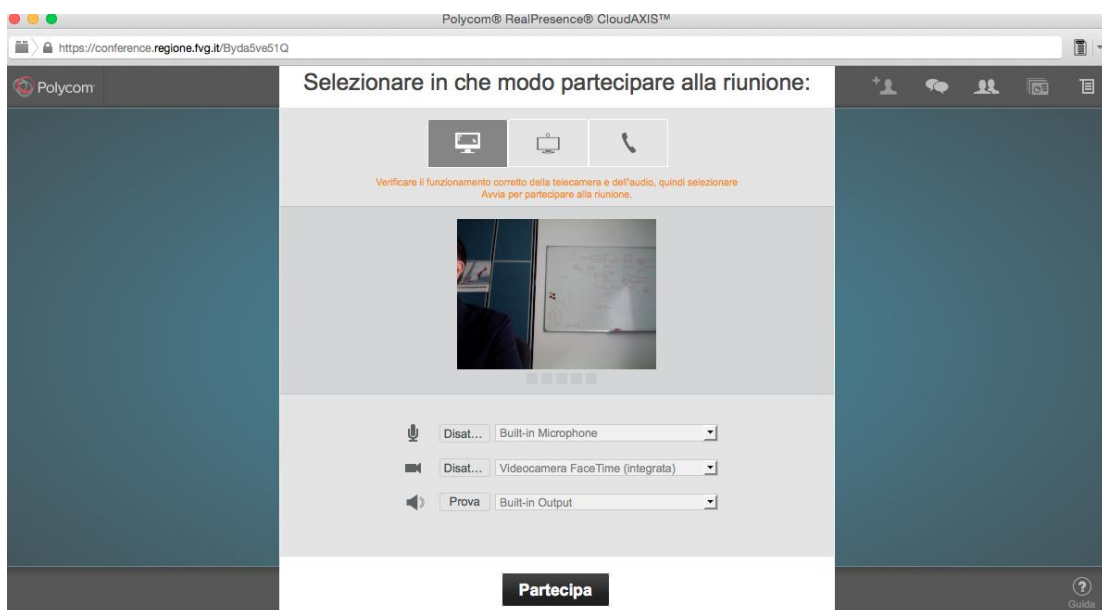 Polycom® RealPresence® CloudAXIS™
https://conference.regione.fvg.it/Byda5ve51Q
Polycom
Selezionare in che modo partecipare alla riunione:
Verificare il funzionamento corretto della telecamera e dell'audio, quindi selezionare
Avvia per partecipare alla riunione.
Disat... Built-in Microphone
Disat... Videocamera FaceTime (integrata)
Prova Built-in Output
Partecipa
Guida